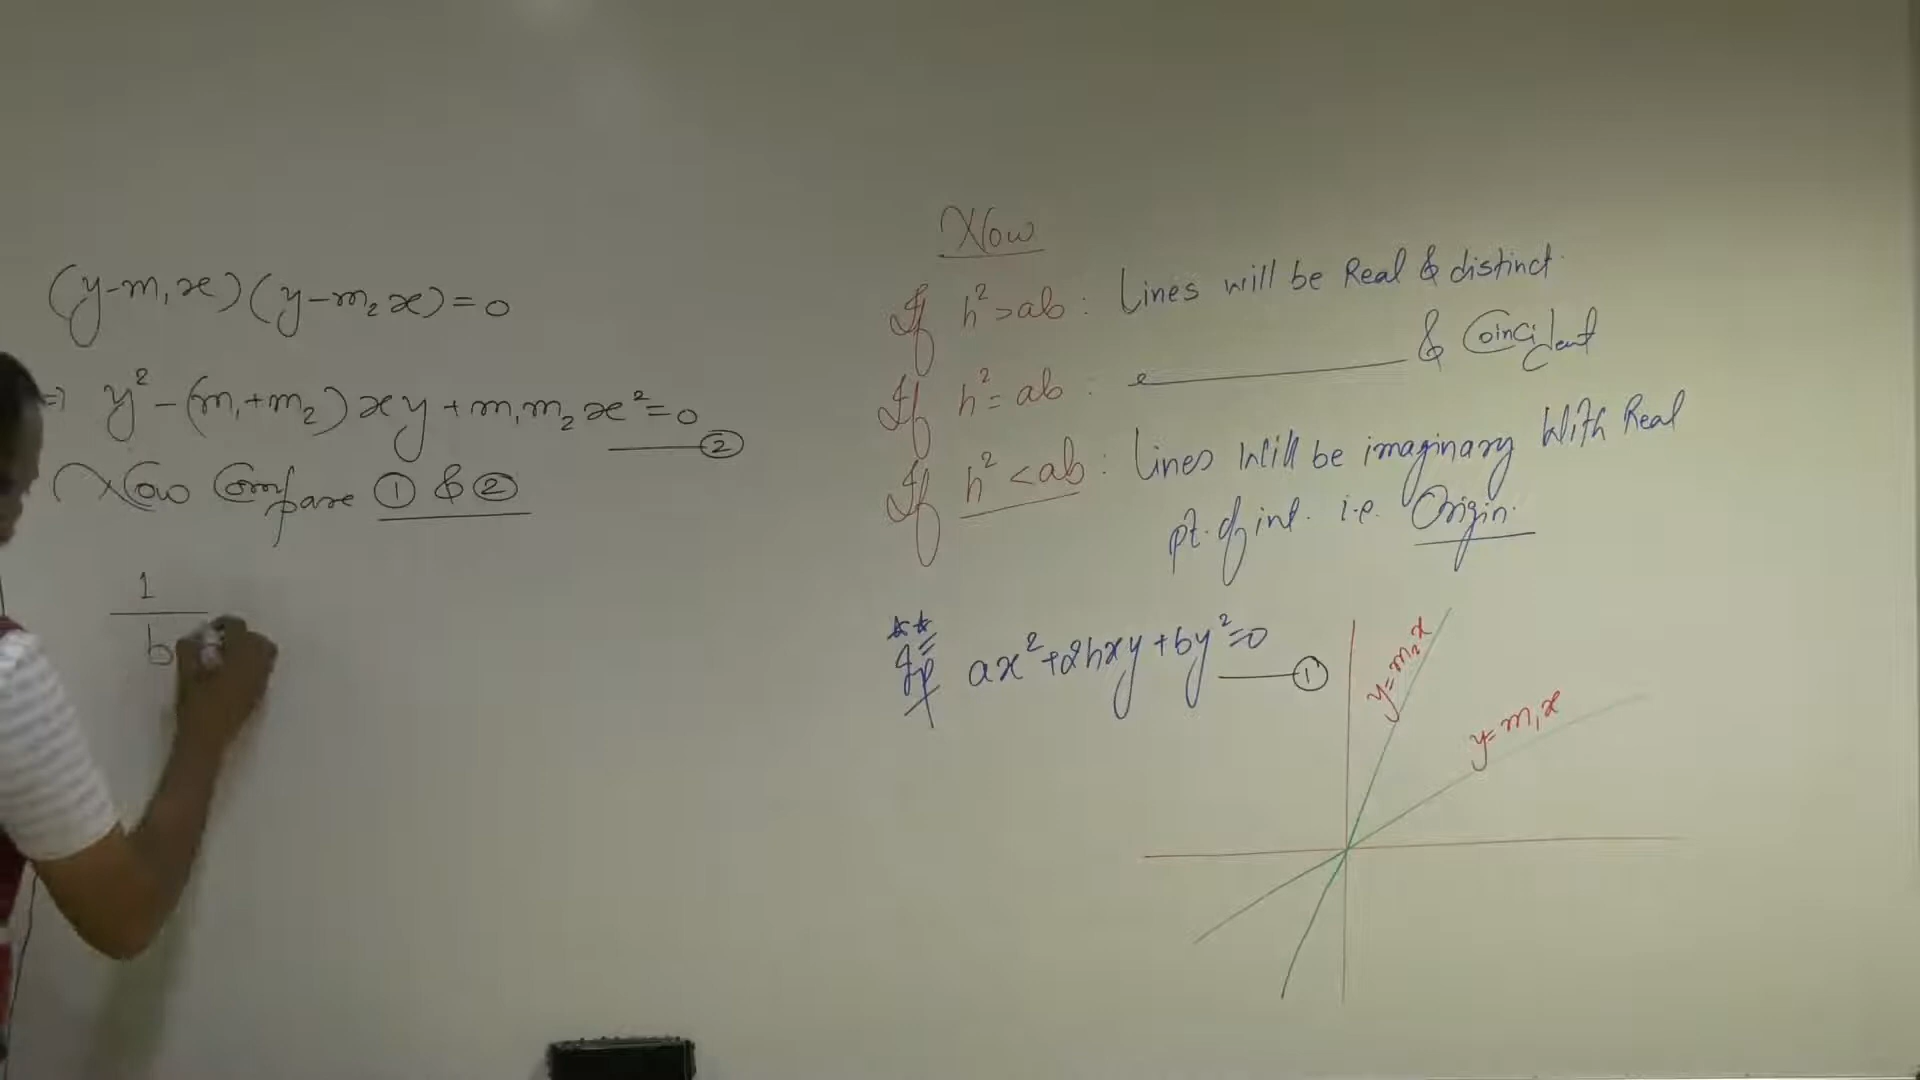 (y-m₁x)(y-m₂x)=0
⇒ y²-(m₁+m₂)xy+m₁m₂x²=0 ②
Now Compare ① & ②
1
b
Now
If h²>ab: Lines will be Real & distinct.
If h²=ab: & Coincident
If h²<ab: Lines will be imaginary With Real
pt. of int. i.e. Origin.
If ax²+2hxy+by²=0 ①
y=m₂x
y=m₁x